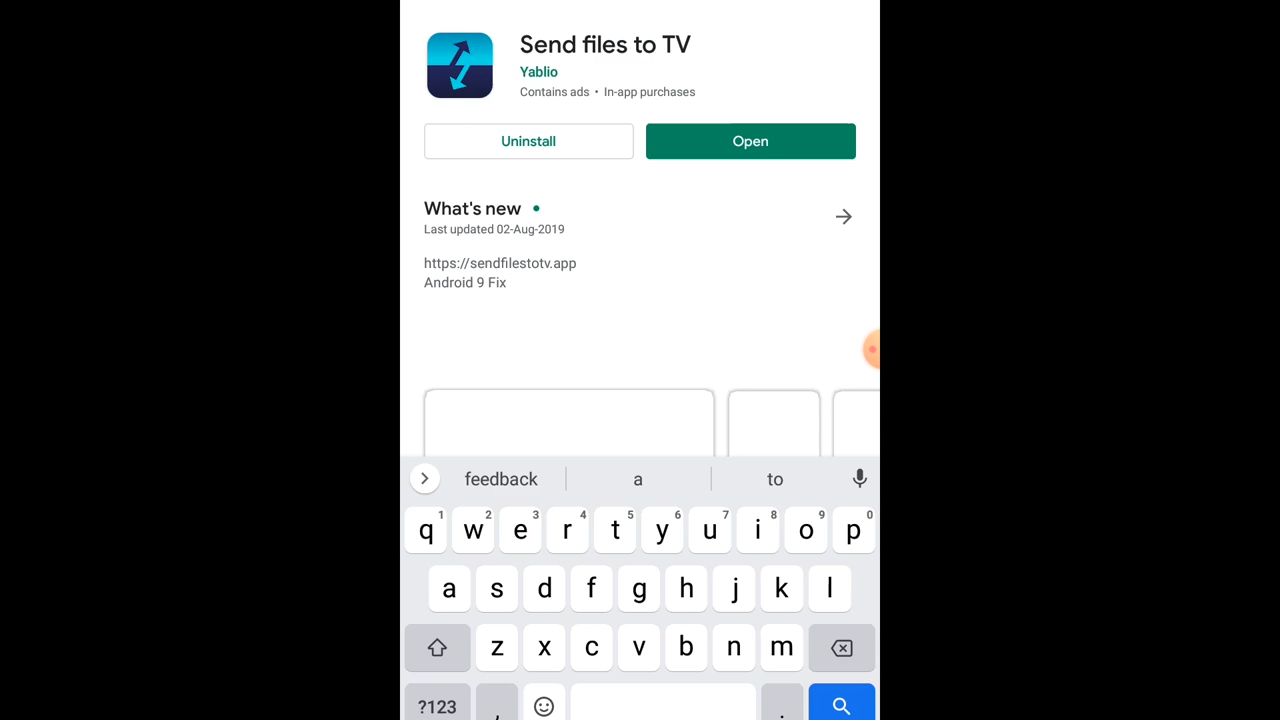 Send files to TV
Yablio
Contains ads • In-app purchases
Uninstall
Open
What's new •
Last updated 02-Aug-2019
https://sendfilestotv.app
Android 9 Fix
feedback a to
1 2 3 4 5 6 7 8 9 0
q w e r t y u i o p
a s d f g h j k l
z x c v b n m
?123 , .